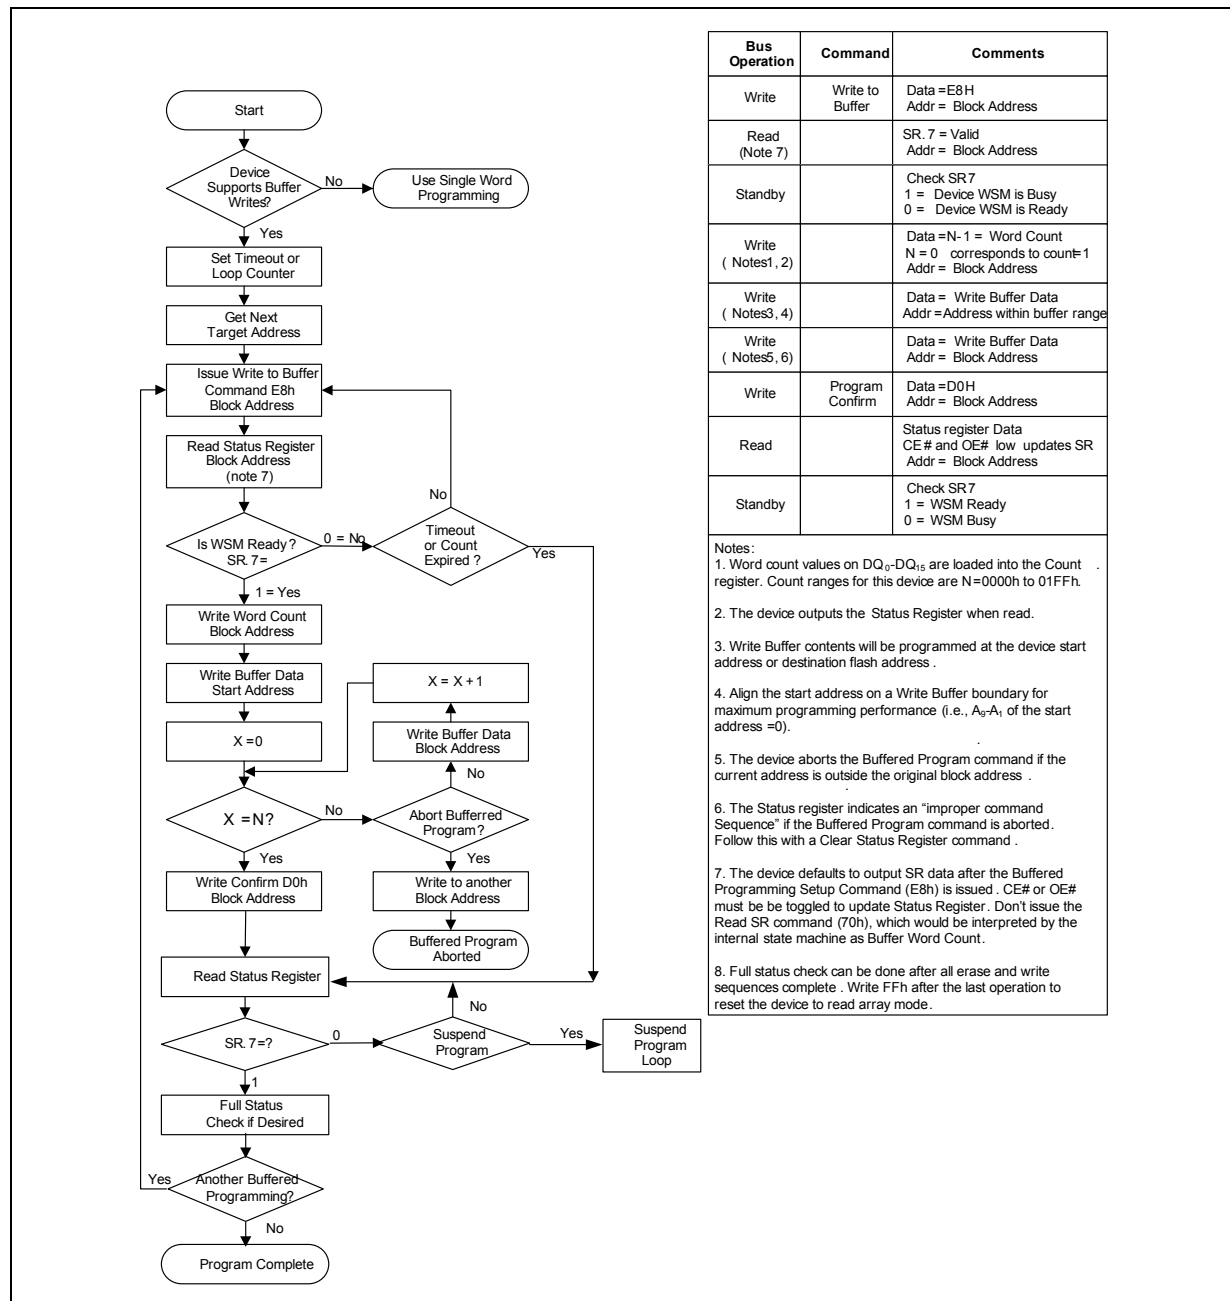 Start
Device
Supports Buffer
Writes?
No
Use Single Word
Programming
Yes
Set Timeout or
Loop Counter
Get Next
Target Address
Issue Write to Buffer
Command E8h
Block Address
Read Status Register
Block Address
(note 7)
No
Is WSM Ready?
SR. 7=
0 = No
Timeout
or Count
Expired ?
Yes
1 = Yes
Write Word Count
Block Address
Write Buffer Data
Start Address
X = X + 1
X =0
Write Buffer Data
Block Address
No
X =N?
No
Abort Bufferred
Program?
Yes
Yes
Write Confirm D0h
Block Address
Write to another
Block Address
Buffered Program
Aborted
Read Status Register
No
SR. 7=?
0
Suspend
Program
Yes
Suspend
Program
Loop
1
Full Status
Check if Desired
Yes
Another Buffered
Programming?
No
Program Complete
Bus
Operation
Command
Comments
Write
Write to
Buffer
Data =E8H
Addr = Block Address
Read
(Note 7)
SR. 7 = Valid
Addr = Block Address
Standby
Check SR7
1 = Device WSM is Busy
0 = Device WSM is Ready
Write
( Notes1, 2)
Data =N-1 = Word Count
N = 0 corresponds to count=1
Addr = Block Address
Write
( Notes3, 4)
Data = Write Buffer Data
Addr =Address within buffer range
Write
( Notes5, 6)
Data = Write Buffer Data
Addr = Block Address
Write
Program
Confirm
Data =D0H
Addr = Block Address
Read
Status register Data
CE# and OE# low updates SR
Addr = Block Address
Standby
Check SR7
1 = WSM Ready
0 = WSM Busy
Notes:
1. Word count values on DQ₀-DQ₁₅ are loaded into the Count .
register. Count ranges for this device are N=0000h to 01FFh.
2. The device outputs the Status Register when read.
3. Write Buffer contents will be programmed at the device start
address or destination flash address .
4. Align the start address on a Write Buffer boundary for
maximum programming performance (i.e., A₉-A₁ of the start
address =0).
5. The device aborts the Buffered Program command if the
current address is outside the original block address .
6. The Status register indicates an “improper command
Sequence” if the Buffered Program command is aborted.
Follow this with a Clear Status Register command .
7. The device defaults to output SR data after the Buffered
Programming Setup Command (E8h) is issued . CE# or OE#
must be be toggled to update Status Register. Don’t issue the
Read SR command (70h), which would be interpreted by the
internal state machine as Buffer Word Count.
8. Full status check can be done after all erase and write
sequences complete . Write FFh after the last operation to
reset the device to read array mode.